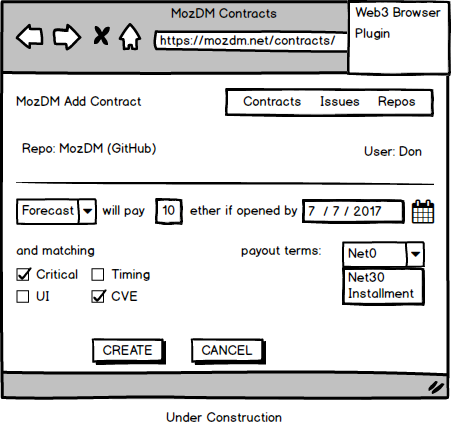 MozDM Contracts
Web3 Browser
Plugin
https://mozdm.net/contracts/
MozDM Add Contract
Contracts Issues Repos
Repo: MozDM (GitHub)
User: Don
Forecast will pay 10 ether if opened by 7 / 7 / 2017
and matching
payout terms: Net0
Critical Timing
Net30
UI CVE
Installment
CREATE CANCEL
Under Construction